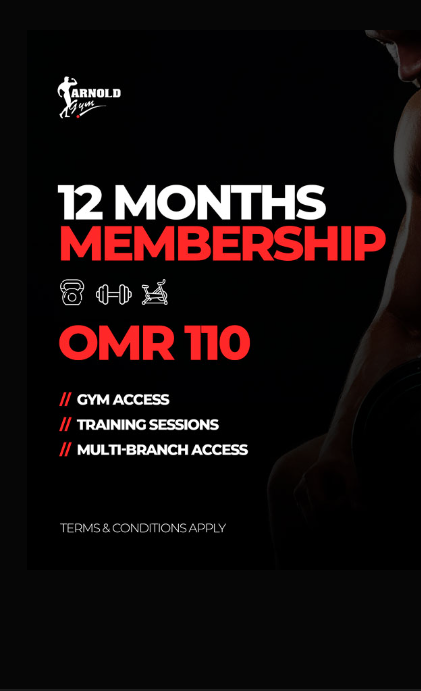 ARNOLD
Gym
12 MONTHS
MEMBERSHIP
OMR 110
// GYM ACCESS
// TRAINING SESSIONS
// MULTI-BRANCH ACCESS
TERMS & CONDITIONS APPLY